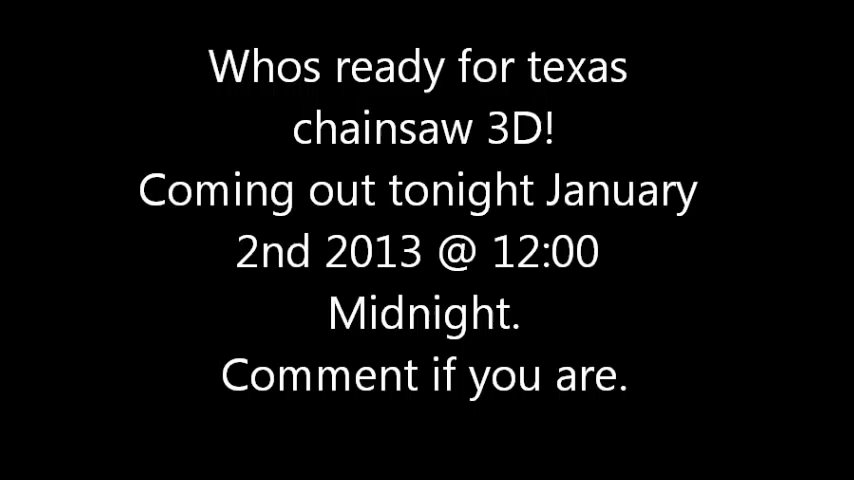 Whos ready for texas
chainsaw 3D!
Coming out tonight January
2nd 2013 @ 12:00
Midnight.
Comment if you are.